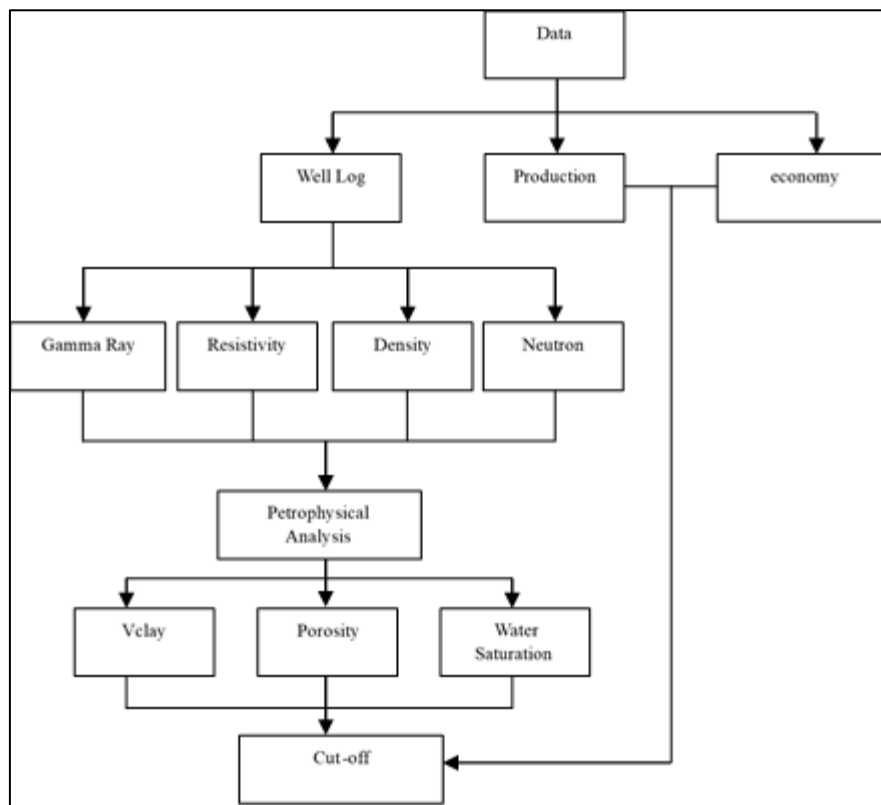 Data
Well Log
Production
economy
Gamma Ray
Resistivity
Density
Neutron
Petrophysical
Analysis
Vclay
Porosity
Water
Saturation
Cut-off